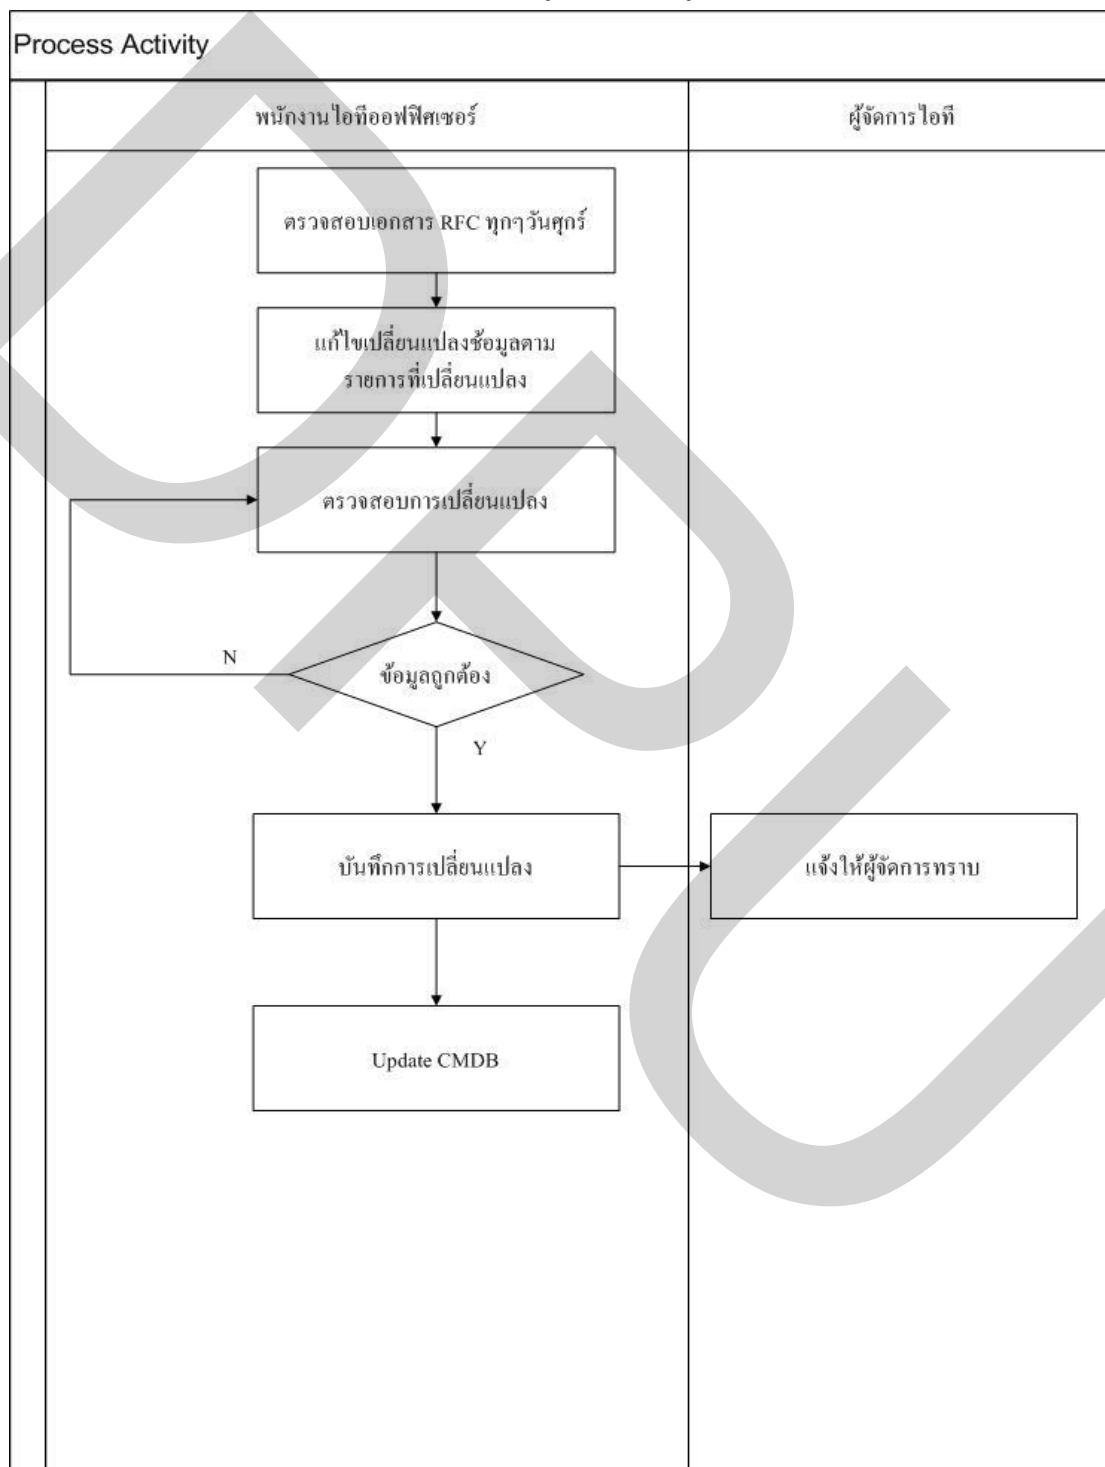 Process Activity
พนักงานไอทีออฟฟิศเซอร์
ผู้จัดการไอที
ตรวจสอบเอกสาร RFC ทุกๆวันศุกร์
แก้ไขเปลี่ยนแปลงข้อมูลตาม
รายการที่เปลี่ยนแปลง
ตรวจสอบการเปลี่ยนแปลง
N
ข้อมูลถูกต้อง
Y
บันทึกการเปลี่ยนแปลง
แจ้งให้ผู้จัดการทราบ
Update CMDB
DPU